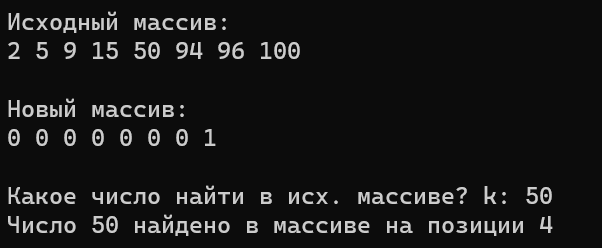 Исходный массив:
2 5 9 15 50 94 96 100
Новый массив:
0 0 0 0 0 0 0 1
Какое число найти в исх. массиве? k: 50
Число 50 найдено в массиве на позиции 4